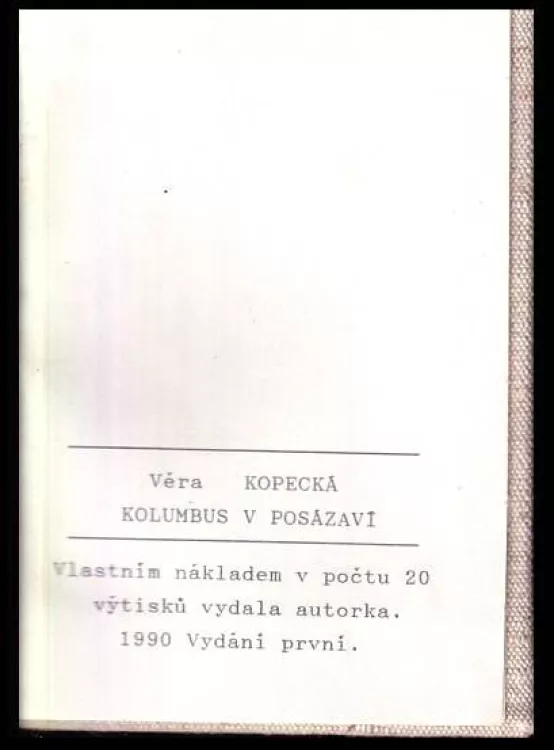 Věra KOPECKÁ
KOLUMBUS V POSÁZAVÍ
Vlastním nákladem v počtu 20
výtisků vydala autorka.
1990 Vydání první.